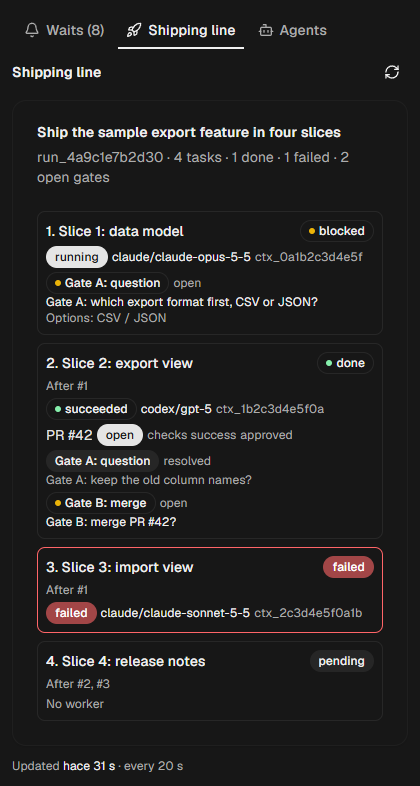 Waits (8) Shipping line Agents
Shipping line
Ship the sample export feature in four slices
run_4a9c1e7b2d30 · 4 tasks · 1 done · 1 failed · 2
open gates
1. Slice 1: data model blocked
running claude/claude-opus-5-5 ctx_0a1b2c3d4e5f
Gate A: question open
Gate A: which export format first, CSV or JSON?
Options: CSV / JSON
2. Slice 2: export view done
After #1
succeeded codex/gpt-5 ctx_1b2c3d4e5f0a
PR #42 open checks success approved
Gate A: question resolved
Gate A: keep the old column names?
Gate B: merge open
Gate B: merge PR #42?
3. Slice 3: import view failed
After #1
failed claude/claude-sonnet-5-5 ctx_2c3d4e5f0a1b
4. Slice 4: release notes pending
After #2, #3
No worker
Updated hace 31 s · every 20 s